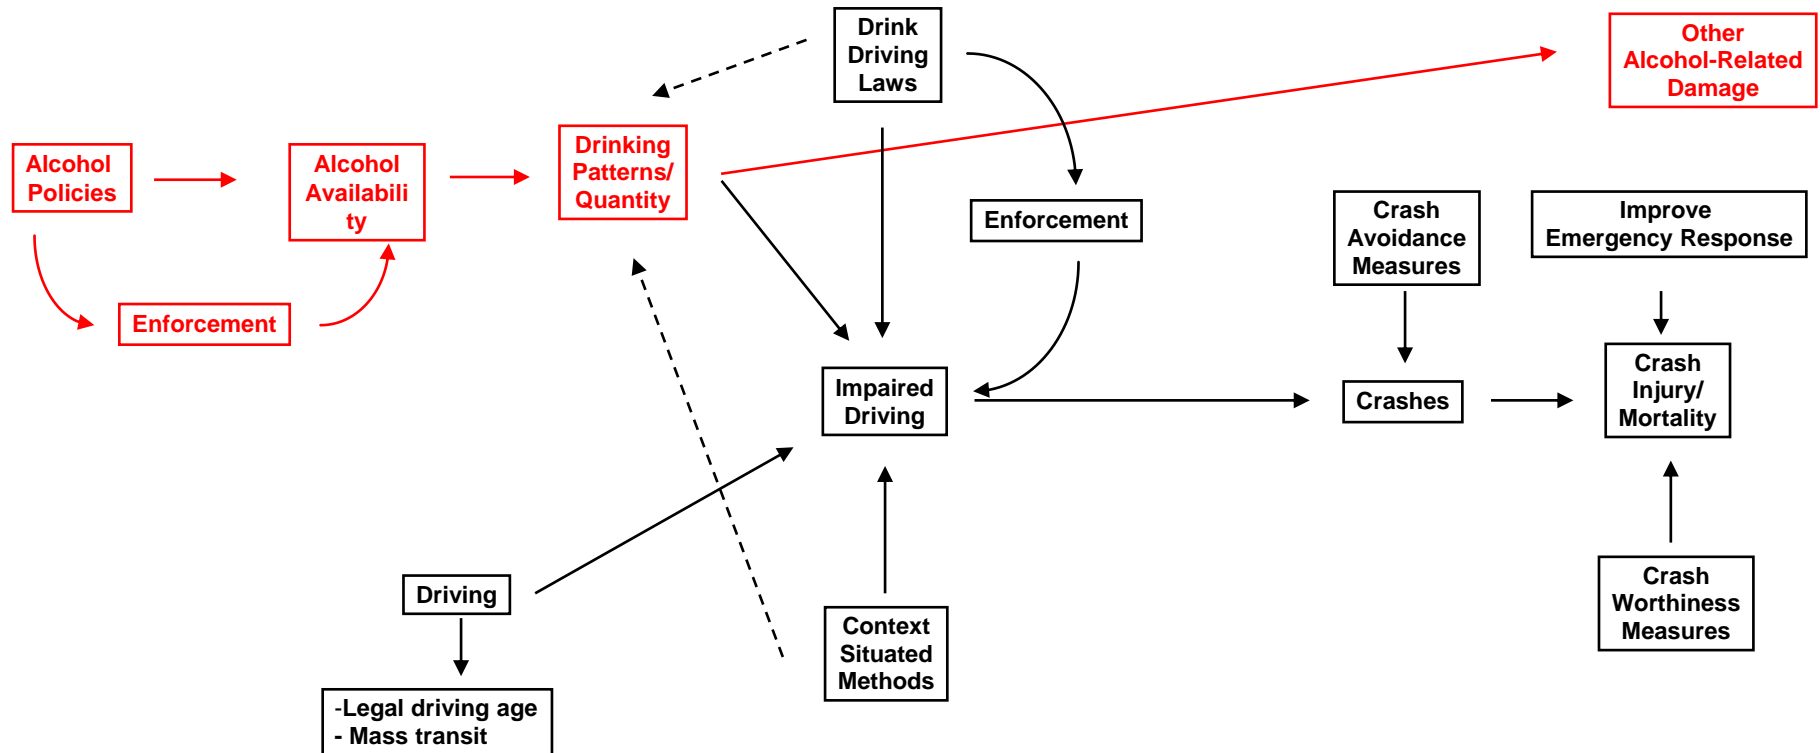 Drink
Driving
Laws
Other
Alcohol-Related
Damage
Alcohol
Policies
Alcohol
Availabili
ty
Drinking
Patterns/
Quantity
Enforcement
Crash
Avoidance
Measures
Improve
Emergency Response
Enforcement
Impaired
Driving
Crashes
Crash
Injury/
Mortality
Driving
Context
Situated
Methods
Crash
Worthiness
Measures
-Legal driving age
- Mass transit